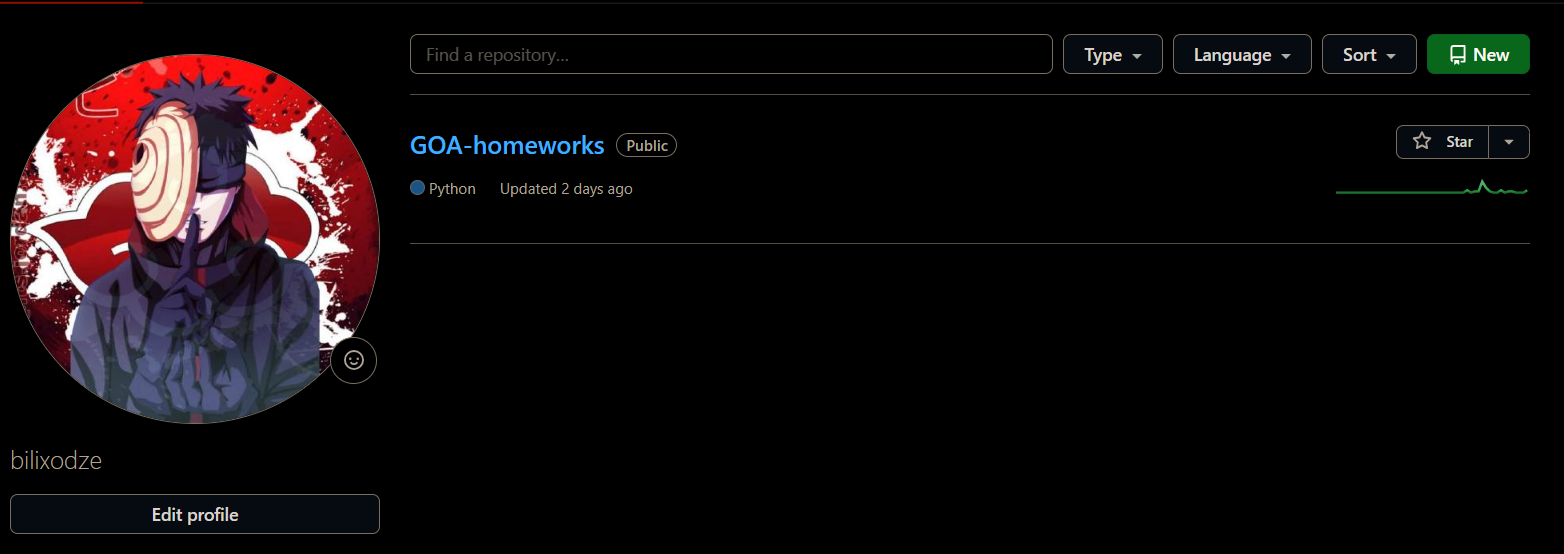 Find a repository...
Type
Language
Sort
New
GOA-homeworks
Public
Star
Python
Updated 2 days ago
bilixodze
Edit profile